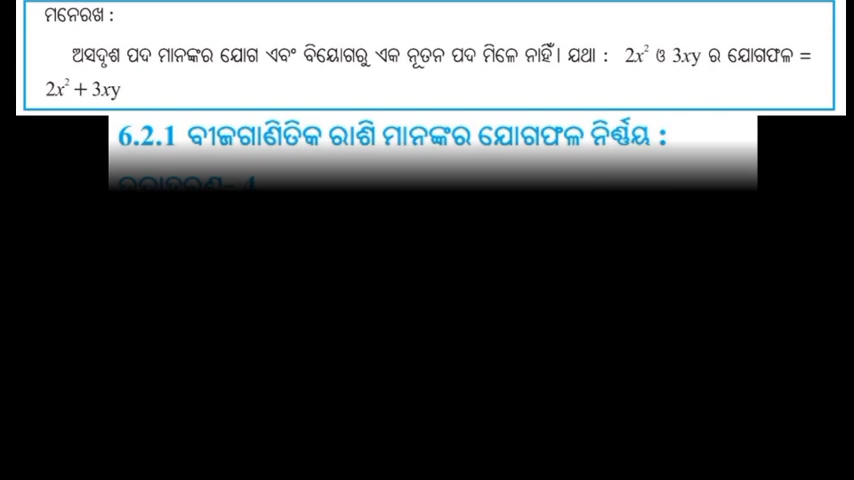 ମନେରଖ :
ଅସଦୃଶ ପଦ ମାନଙ୍କର ଯୋଗ ଏବଂ ବିୟୋଗରୁ ଏକ ନୂତନ ପଦ ମିଳେ ନାହିଁ। ଯଥା : 2x² ଓ 3xy ର ଯୋଗଫଳ =
2x² + 3xy
6.2.1 ବୀଜଗାଣିତିକ ରାଶି ମାନଙ୍କର ଯୋଗଫଳ ନିର୍ଣ୍ଣୟ :